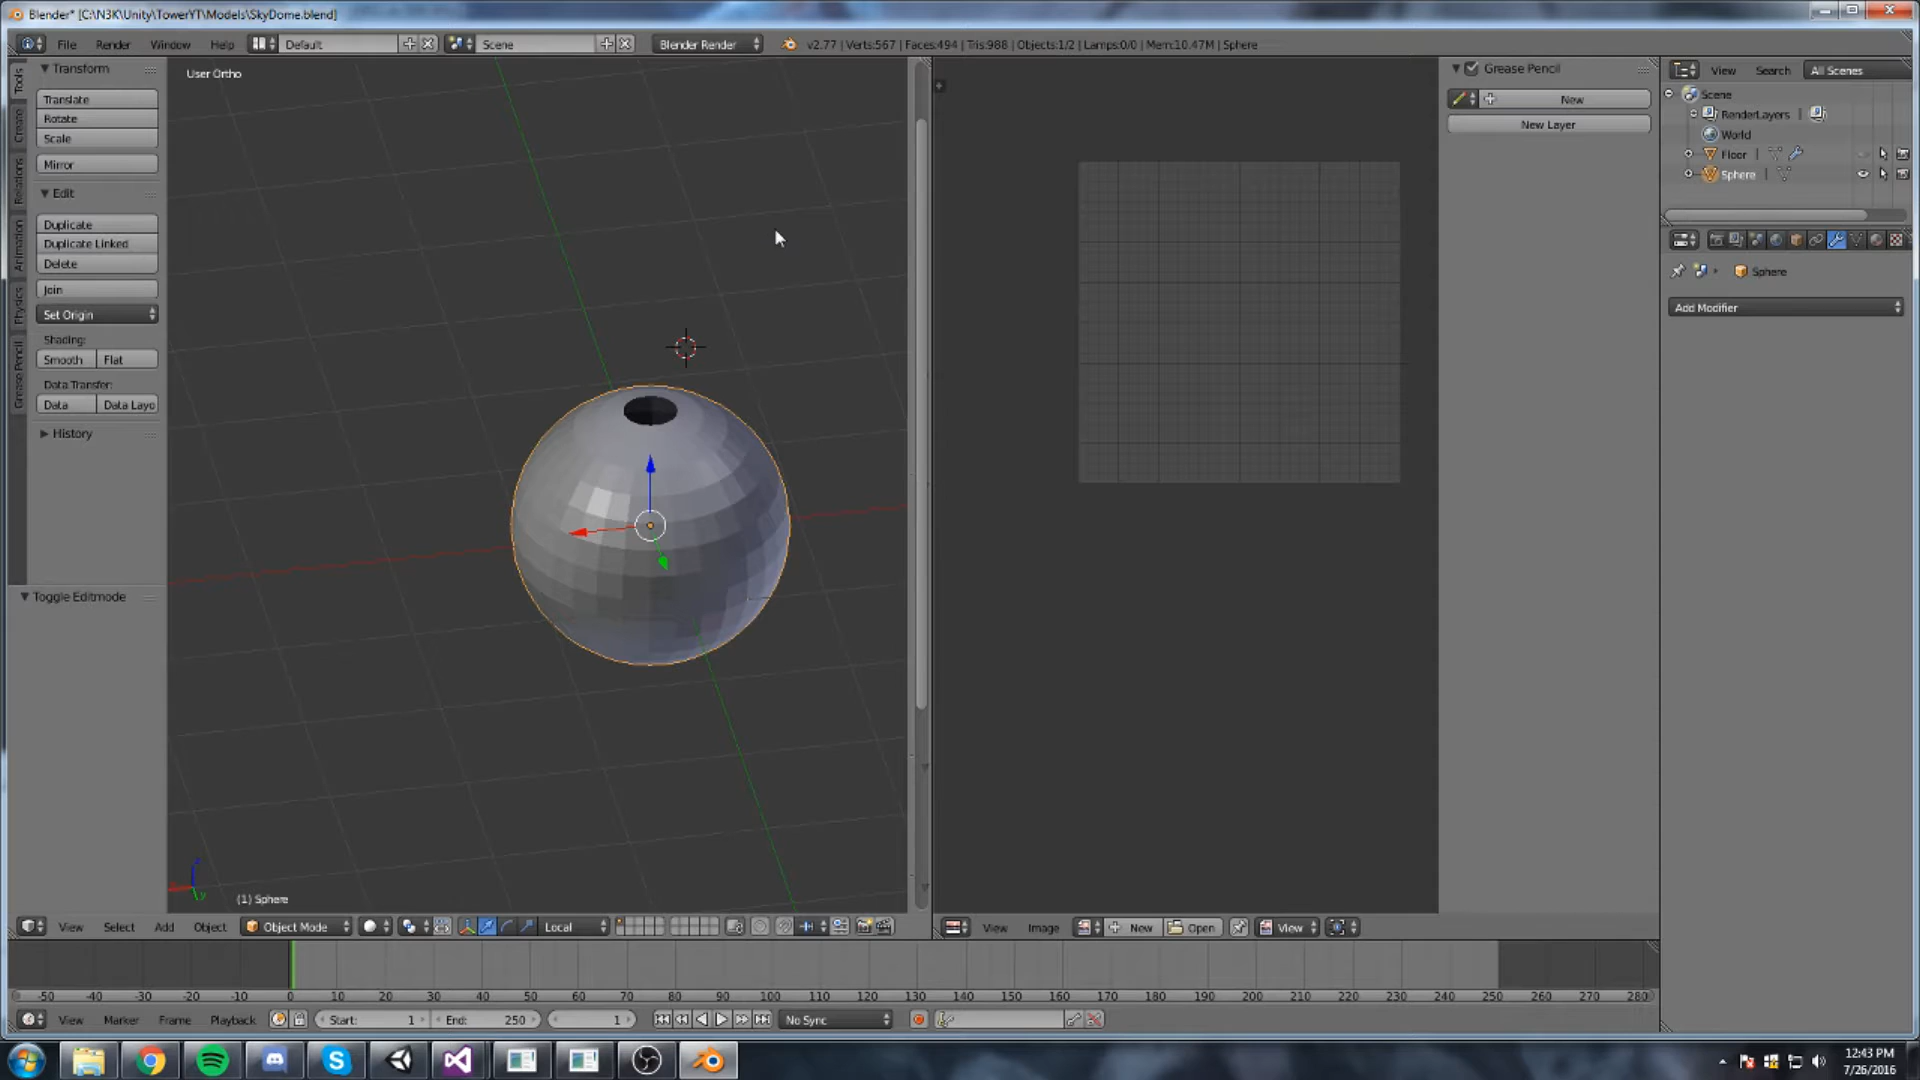 Blender* [C:\N3K\Unity\TowerYT\Models\SkyDome.blend]
File Render Window Help Default Scene Blender Render v2.77 | Verts:567 | Faces:494 | Tris:988 | Objects:1/2 | Lamps:0/0 | Mem:10.47M | Sphere
Tools
Create
Relations
Animation
Physics
Grease Pencil
Transform
Translate
Rotate
Scale
Mirror
Edit
Duplicate
Duplicate Linked
Delete
Join
Set Origin
Shading:
Smooth Flat
Data Transfer:
Data Data Layo
History
Toggle Editmode
User Ortho
(1) Sphere
View Select Add Object Object Mode Local
Grease Pencil
New
New Layer
View Image New Open View
View Search All Scenes
Scene
RenderLayers |
World
Floor |
Sphere |
Sphere
Add Modifier
-50 -40 -30 -20 -10 0 10 20 30 40 50 60 70 80 90 100 110 120 130 140 150 160 170 180 190 200 210 220 230 240 250 260 270 280
View Marker Frame Playback Start: 1 End: 250 1 No Sync
12:43 PM
7/26/2016